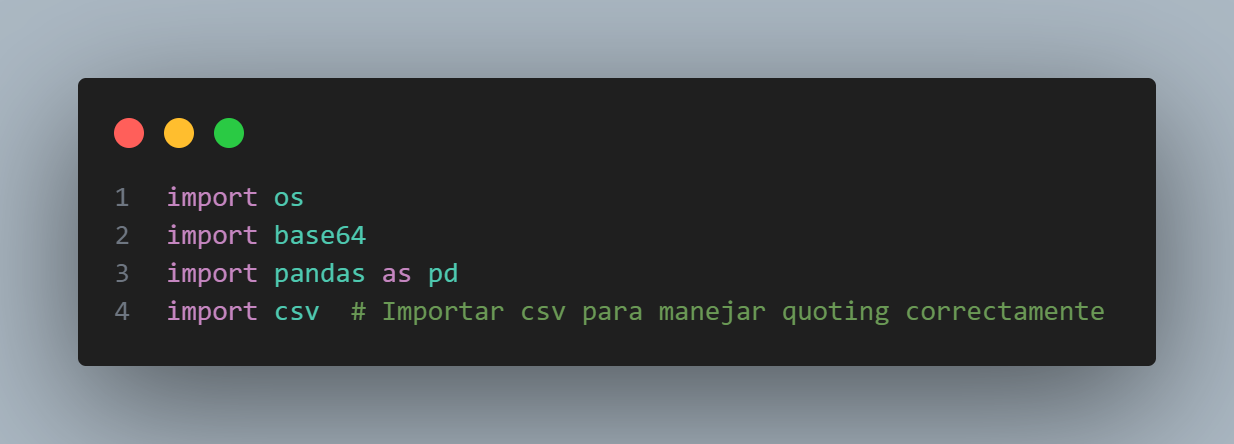 1 import os
2 import base64
3 import pandas as pd
4 import csv  # Importar csv para manejar quoting correctamente